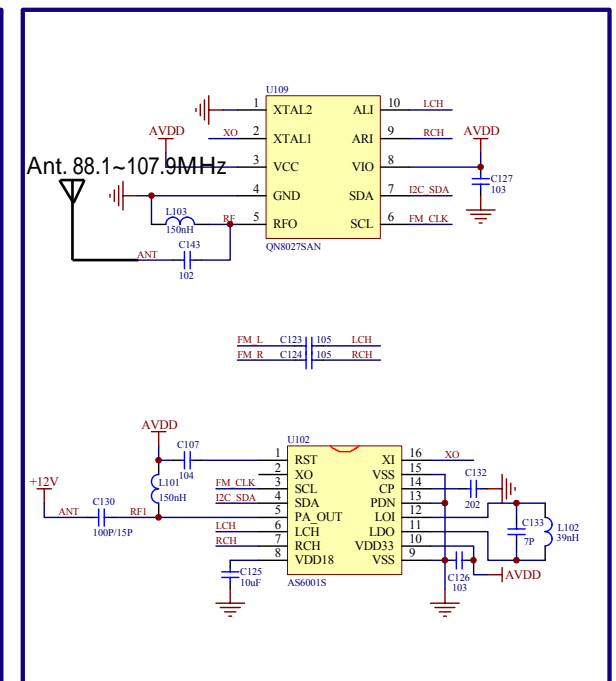 U109
1 XTAL2 ALI 10 LCH
AVDD XO 2 XTAL1 ARI 9 RCH AVDD
Ant. 88.1~107.9MHz
3 VCC VIO 8
C127
103
4 GND SDA 7 I2C_SDA
L103
150nH
RF 5 RFO SCL 6 FM_CLK
QN8027SAN
ANT C143
102
FM_L C123 105 LCH
FM_R C124 105 RCH
AVDD
U102
C107
104
1 RST XI 16 XO
2 XO VSS 15
FM_CLK 3 SCL CP 14 C132
202
I2C_SDA 4 SDA PDN 13
+12V
L101
150nH
ANT C130 RF1 5 PA_OUT LOI 12
100P/15P
LCH 6 LCH LDO 11
C133
7P
L102
39nH
RCH 7 RCH VDD33 10
8 VDD18 VSS 9
C125
10uF
AS6001S
C126
103
AVDD